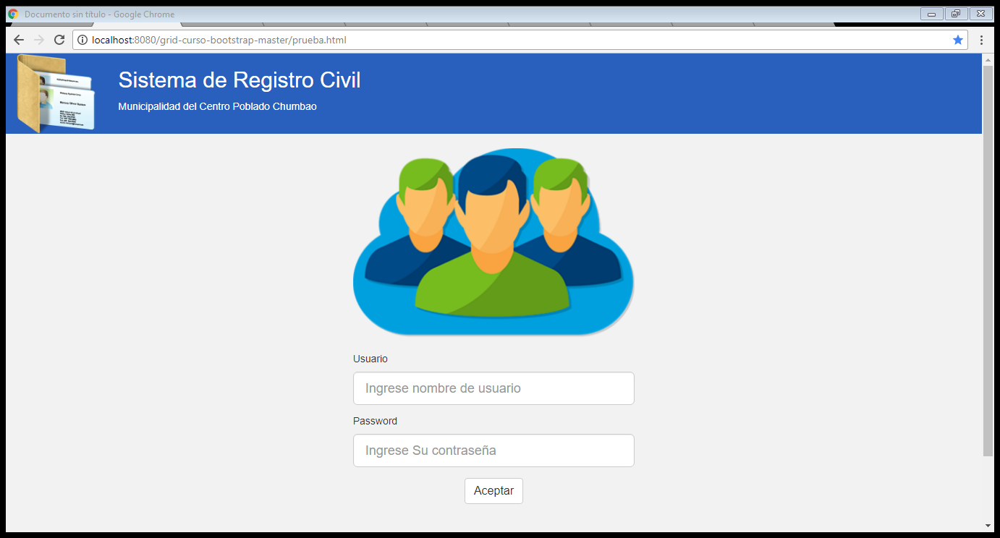 Documento sin título - Google Chrome
localhost:8080/grid-curso-bootstrap-master/prueba.html
Sistema de Registro Civil
Municipalidad del Centro Poblado Chumbao
Usuario
Ingrese nombre de usuario
Password
Ingrese Su contraseña
Aceptar